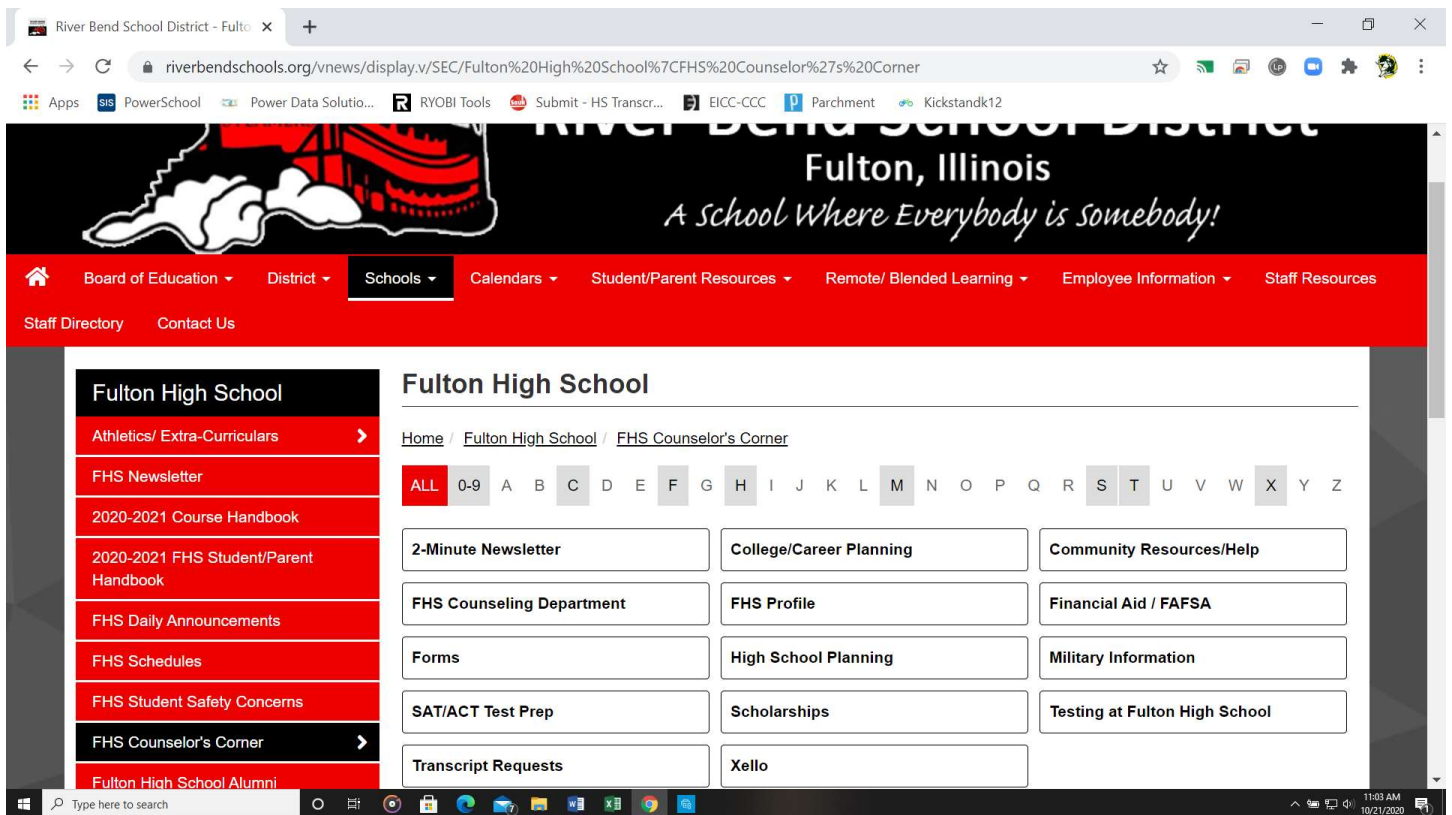 River Bend School District - Fulto
riverbendschools.org/vnews/display.v/SEC/Fulton%20High%20School%7CFHS%20Counselor%27s%20Corner
Apps SIS PowerSchool Power Data Solutio... RYOBI Tools Submit - HS Transcr... EICC-CCC Parchment Kickstandk12
River Bend School District
Fulton, Illinois
A School Where Everybody is Somebody!
Board of Education District Schools Calendars Student/Parent Resources Remote/ Blended Learning Employee Information Staff Resources
Staff Directory Contact Us
Fulton High School
Athletics/ Extra-Curriculars
FHS Newsletter
2020-2021 Course Handbook
2020-2021 FHS Student/Parent
Handbook
FHS Daily Announcements
FHS Schedules
FHS Student Safety Concerns
FHS Counselor's Corner
Fulton High School Alumni
Fulton High School
Home / Fulton High School / FHS Counselor's Corner
ALL 0-9 A B C D E F G H I J K L M N O P Q R S T U V W X Y Z
2-Minute Newsletter College/Career Planning Community Resources/Help
FHS Counseling Department FHS Profile Financial Aid / FAFSA
Forms High School Planning Military Information
SAT/ACT Test Prep Scholarships Testing at Fulton High School
Transcript Requests Xello
Type here to search
11:03 AM
10/21/2020